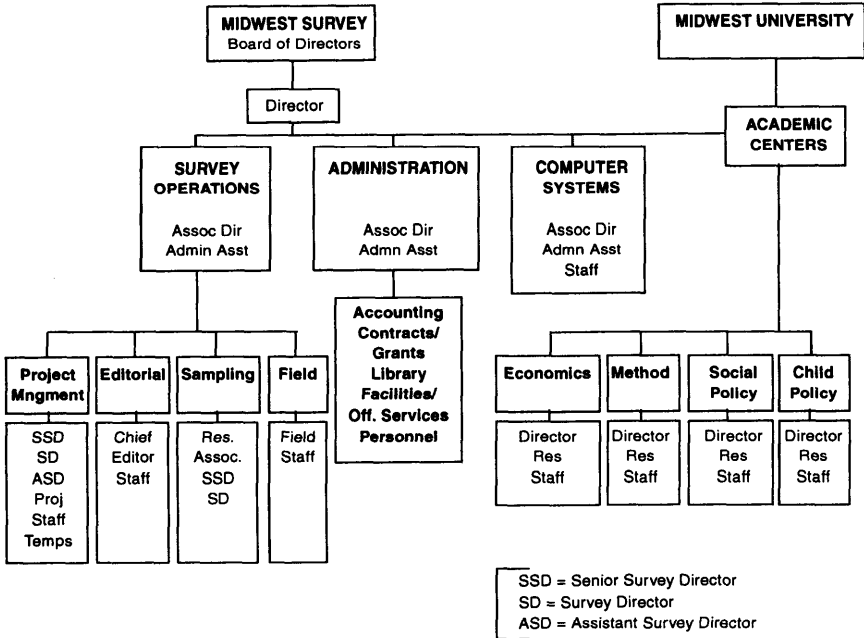 MIDWEST SURVEY
Board of Directors
MIDWEST UNIVERSITY
Director
ACADEMIC
CENTERS
SURVEY
OPERATIONS
Assoc Dir
Admin Asst
ADMINISTRATION
Assoc Dir
Admn Asst
COMPUTER
SYSTEMS
Assoc Dir
Admn Asst
Staff
Accounting
Contracts/
Grants
Library
Facilities/
Off. Services
Personnel
Project
Mngment
Editorial
Sampling
Field
Economics
Method
Social
Policy
Child
Policy
SSD
SD
ASD
Proj
Staff
Temps
Chief
Editor
Staff
Res.
Assoc.
SSD
SD
Field
Staff
Director
Res
Staff
Director
Res
Staff
Director
Res
Staff
Director
Res
Staff
SSD = Senior Survey Director
SD = Survey Director
ASD = Assistant Survey Director